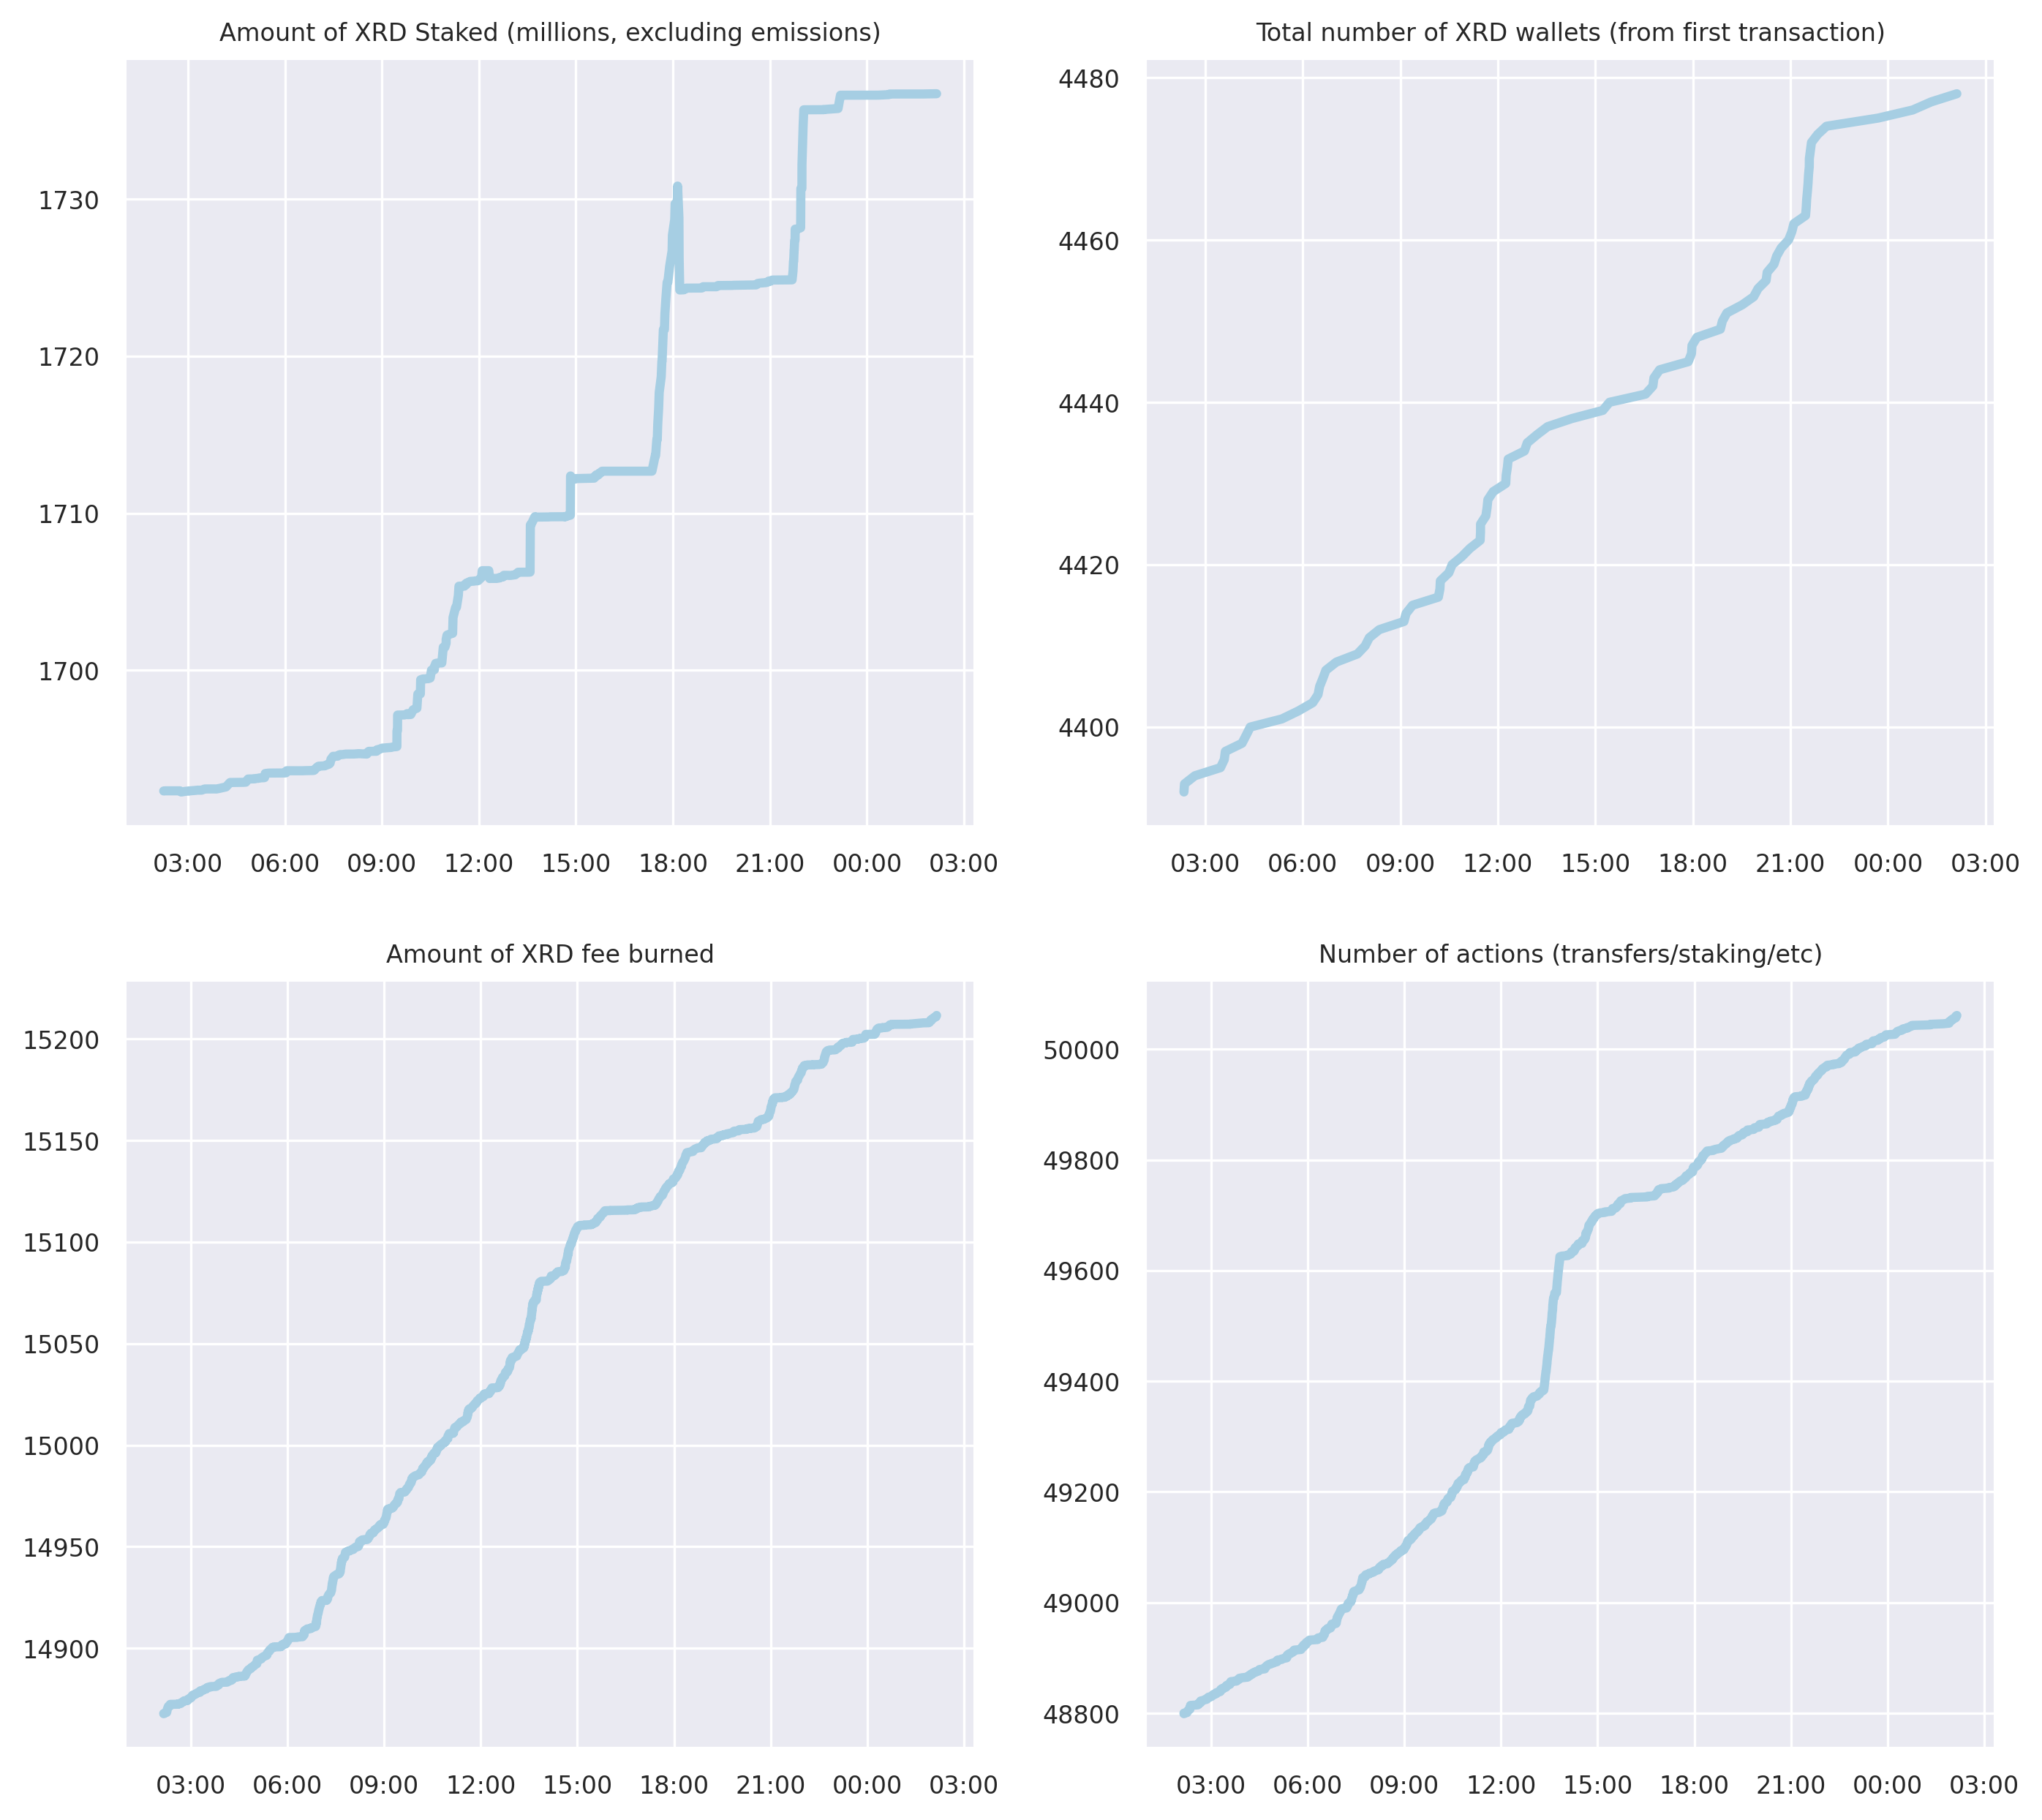 Amount of XRD Staked (millions, excluding emissions)
1730
1720
1710
1700
03:00 06:00 09:00 12:00 15:00 18:00 21:00 00:00 03:00
Total number of XRD wallets (from first transaction)
4480
4460
4440
4420
4400
03:00 06:00 09:00 12:00 15:00 18:00 21:00 00:00 03:00
Amount of XRD fee burned
15200
15150
15100
15050
15000
14950
14900
03:00 06:00 09:00 12:00 15:00 18:00 21:00 00:00 03:00
Number of actions (transfers/staking/etc)
50000
49800
49600
49400
49200
49000
48800
03:00 06:00 09:00 12:00 15:00 18:00 21:00 00:00 03:00